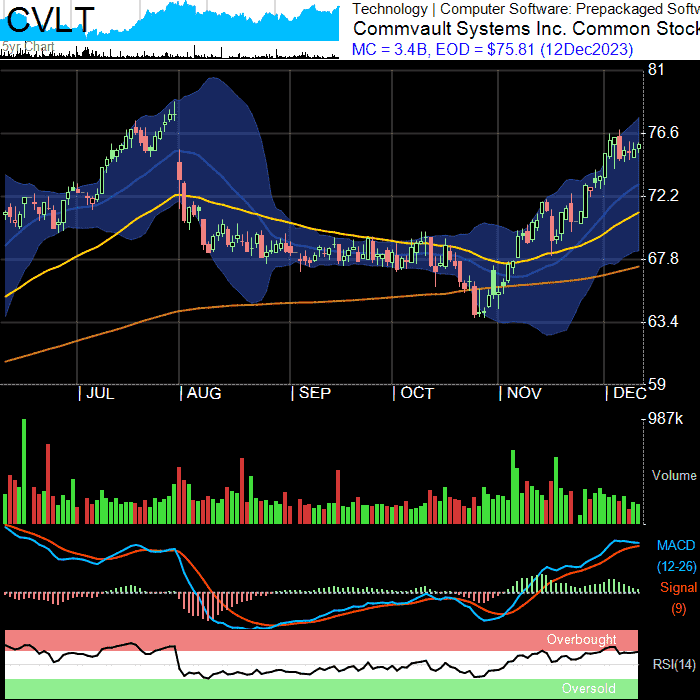 CVLT
5yr Chart
Technology | Computer Software: Prepackaged Softw
Commvault Systems Inc. Common Stock
MC = 3.4B, EOD = $75.81 (12Dec2023)
81
76.6
72.2
67.8
63.4
59
| JUL | AUG | SEP | OCT | NOV | DEC
987k
Volume
MACD
(12-26)
Signal
(9)
Overbought
RSI(14)
Oversold